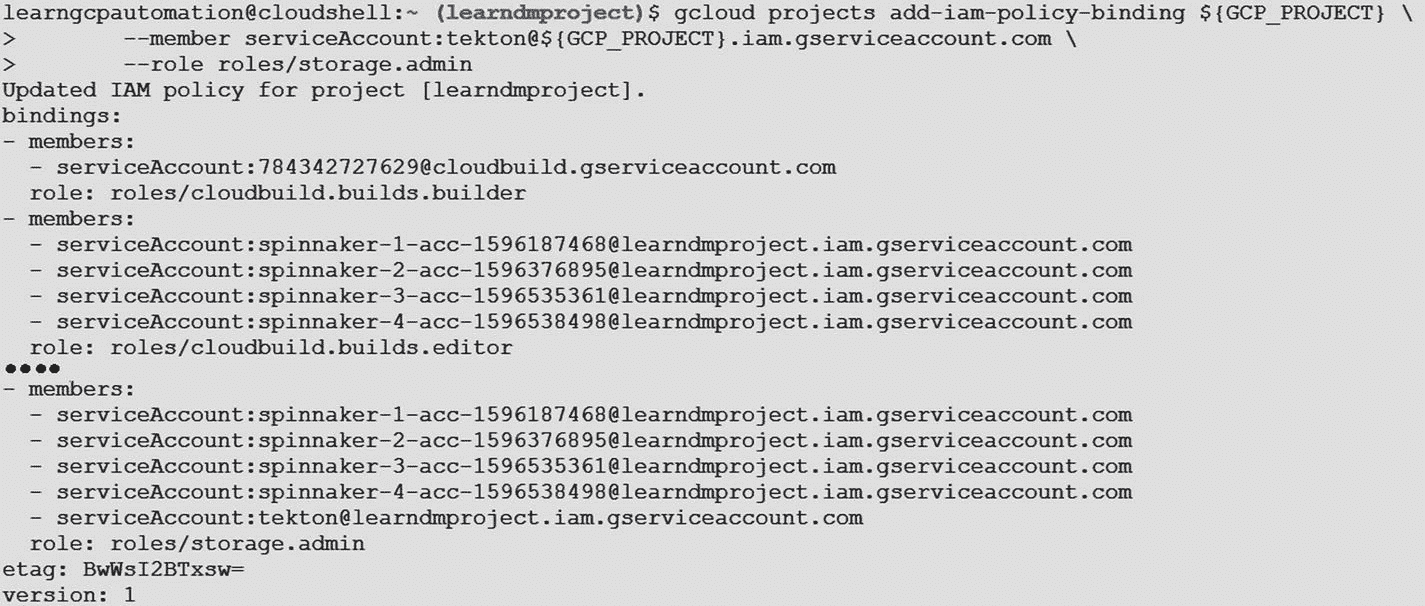 learngcpautomation@cloudshell:~ (learndmproject)$ gcloud projects add-iam-policy-binding ${GCP_PROJECT} \
>       --member serviceAccount:tekton@${GCP_PROJECT}.iam.gserviceaccount.com \
>       --role roles/storage.admin
Updated IAM policy for project [learndmproject].
bindings:
- members:
  - serviceAccount:784342727629@cloudbuild.gserviceaccount.com
  role: roles/cloudbuild.builds.builder
- members:
  - serviceAccount:spinnaker-1-acc-1596187468@learndmproject.iam.gserviceaccount.com
  - serviceAccount:spinnaker-2-acc-1596376895@learndmproject.iam.gserviceaccount.com
  - serviceAccount:spinnaker-3-acc-1596535361@learndmproject.iam.gserviceaccount.com
  - serviceAccount:spinnaker-4-acc-1596538498@learndmproject.iam.gserviceaccount.com
  role: roles/cloudbuild.builds.editor
••••
- members:
  - serviceAccount:spinnaker-1-acc-1596187468@learndmproject.iam.gserviceaccount.com
  - serviceAccount:spinnaker-2-acc-1596376895@learndmproject.iam.gserviceaccount.com
  - serviceAccount:spinnaker-3-acc-1596535361@learndmproject.iam.gserviceaccount.com
  - serviceAccount:spinnaker-4-acc-1596538498@learndmproject.iam.gserviceaccount.com
  - serviceAccount:tekton@learndmproject.iam.gserviceaccount.com
  role: roles/storage.admin
etag: BwWsI2BTxsw=
version: 1